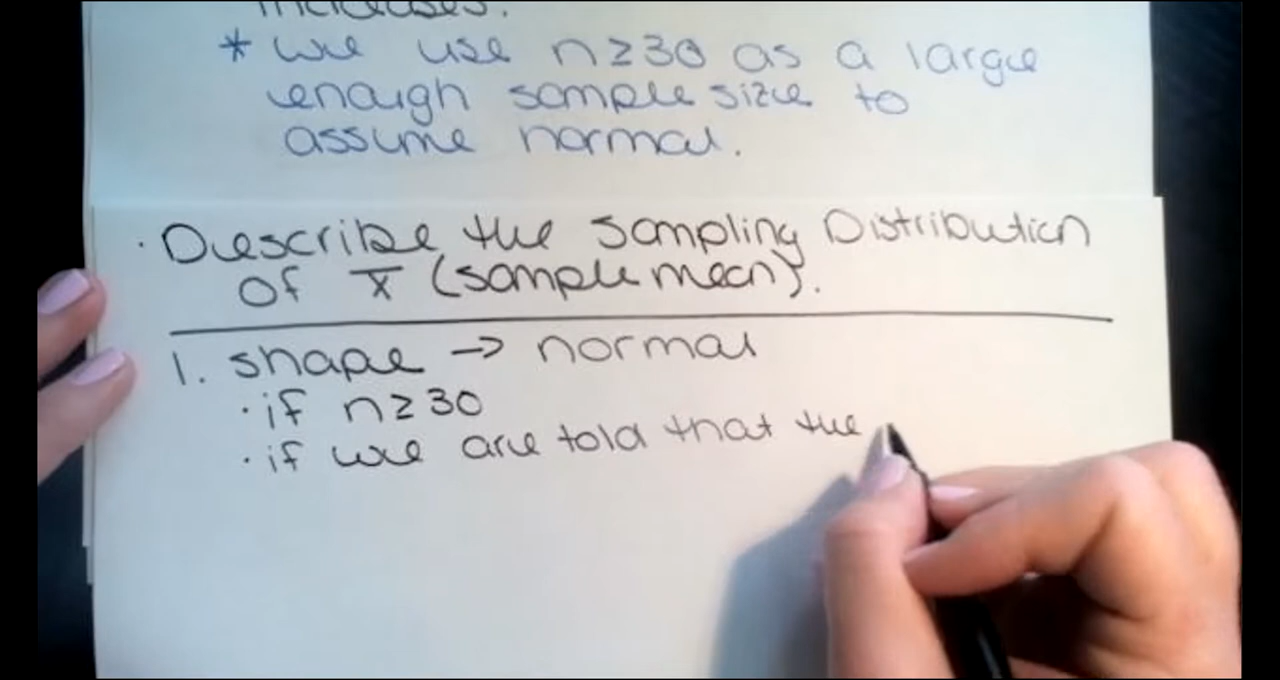 increases.
* we use n≥30 as a large
enough sample size to
assume normal.
· Describe the Sampling Distribution
of x̅ (sample mean).
1. shape → normal
· if n≥30
· if we are told that the